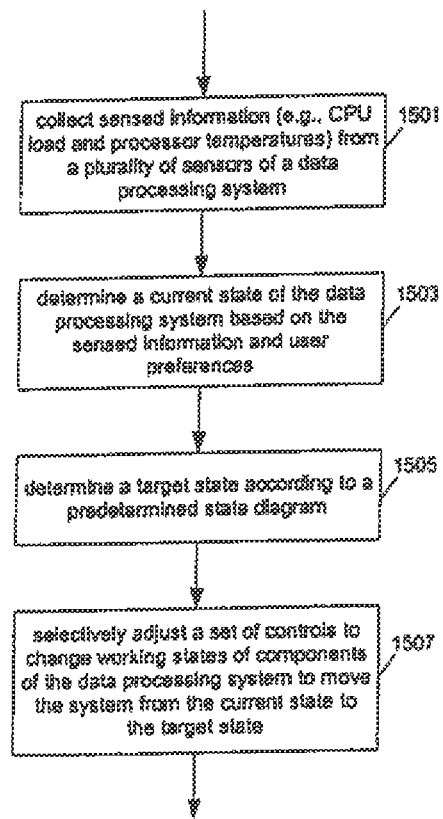 collect sensed information (e.g., CPU
load and processor temperatures) from
a plurality of sensors of a data
processing system
1501
determine a current state of the data
processing system based on the
sensed information and user
preferences
1503
determine a target state according to a
predetermined state diagram
1505
selectively adjust a set of controls to
change working states of components
of the data processing system to move
the system from the current state to
the target state
1507